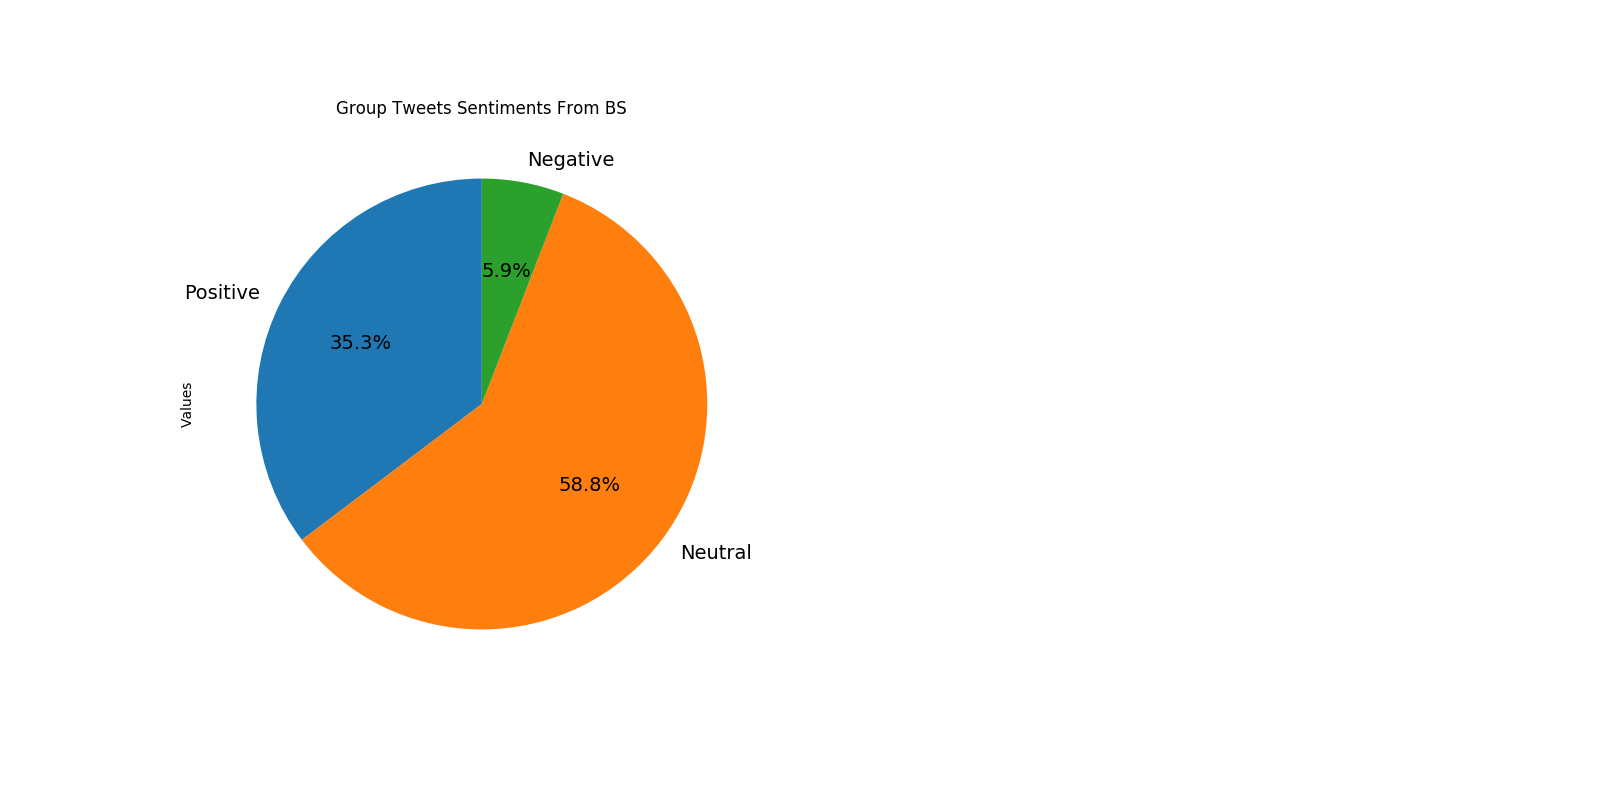 Group Tweets Sentiments From BS
Negative
5.9%
Positive
35.3%
Values
58.8%
Neutral